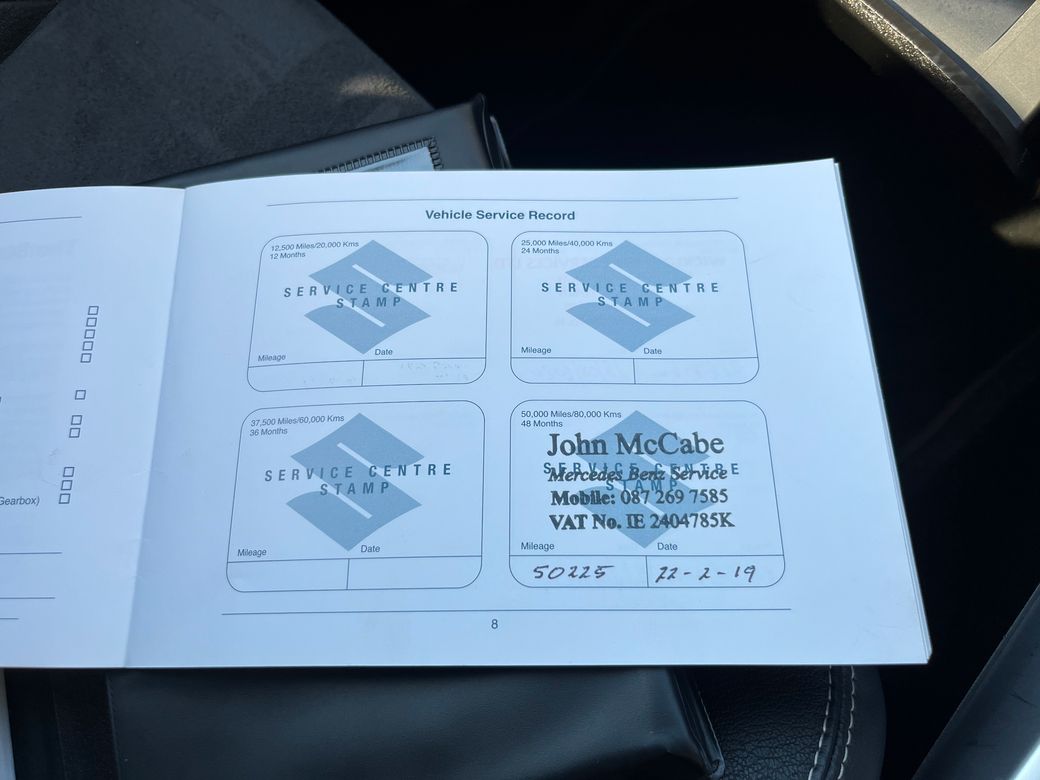 Gearbox)
Vehicle Service Record
12,500 Miles/20,000 Kms
12 Months
SERVICE CENTRE
STAMP
Mileage
Date
25,000 Miles/40,000 Kms
24 Months
SERVICE CENTRE
STAMP
Mileage
Date
37,500 Miles/60,000 Kms
36 Months
SERVICE CENTRE
STAMP
Mileage
Date
50,000 Miles/80,000 Kms
48 Months
John McCabe
SERVICE CENTRE
Mercedes Benz Service
STAMP
Mobile: 087 269 7585
VAT No. IE 2404785K
Mileage
Date
50225
22-2-19
8